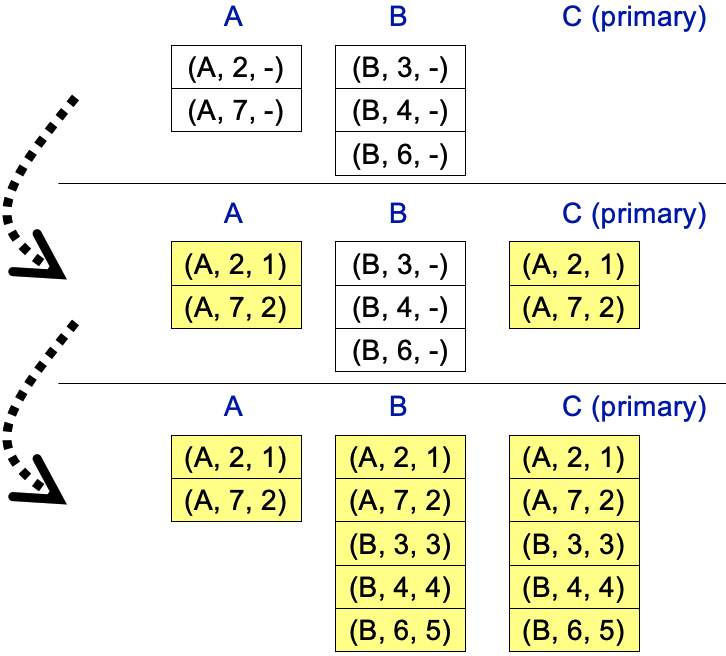 A B C (primary)
(A, 2, -) (B, 3, -)
(A, 7, -) (B, 4, -)
(B, 6, -)
A B C (primary)
(A, 2, 1) (B, 3, -) (A, 2, 1)
(A, 7, 2) (B, 4, -) (A, 7, 2)
(B, 6, -)
A B C (primary)
(A, 2, 1) (A, 2, 1) (A, 2, 1)
(A, 7, 2) (A, 7, 2) (A, 7, 2)
(B, 3, 3) (B, 3, 3)
(B, 4, 4) (B, 4, 4)
(B, 6, 5) (B, 6, 5)